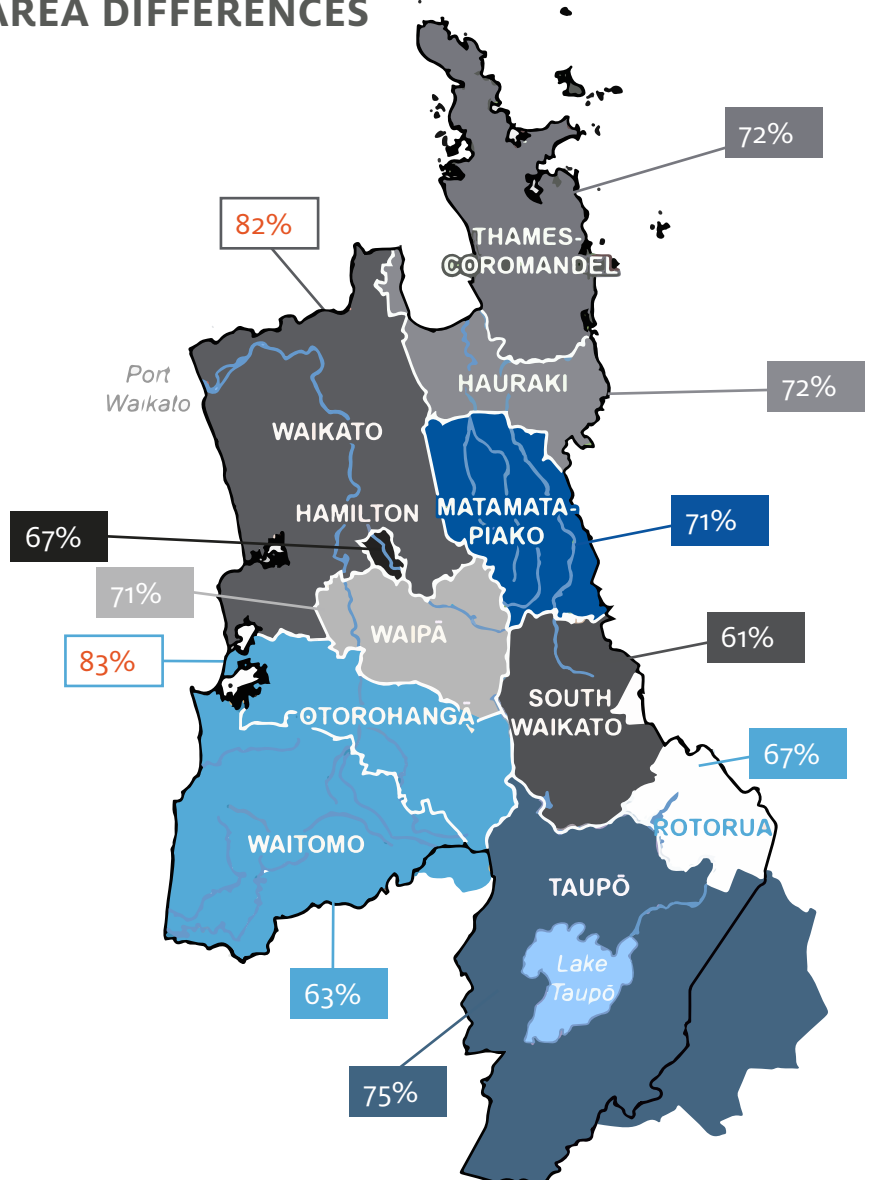 AREA DIFFERENCES
72%
82%
THAMES-
COROMANDEL
Port
Waikato
HAURAKI
72%
WAIKATO
HAMILTON
MATAMATA-
PIAKO
67%
71%
71%
WAIPĀ
61%
83%
SOUTH
WAIKATO
OTOROHANGĀ
67%
ROTORUA
WAITOMO
TAUPŌ
Lake
Taupō
63%
75%